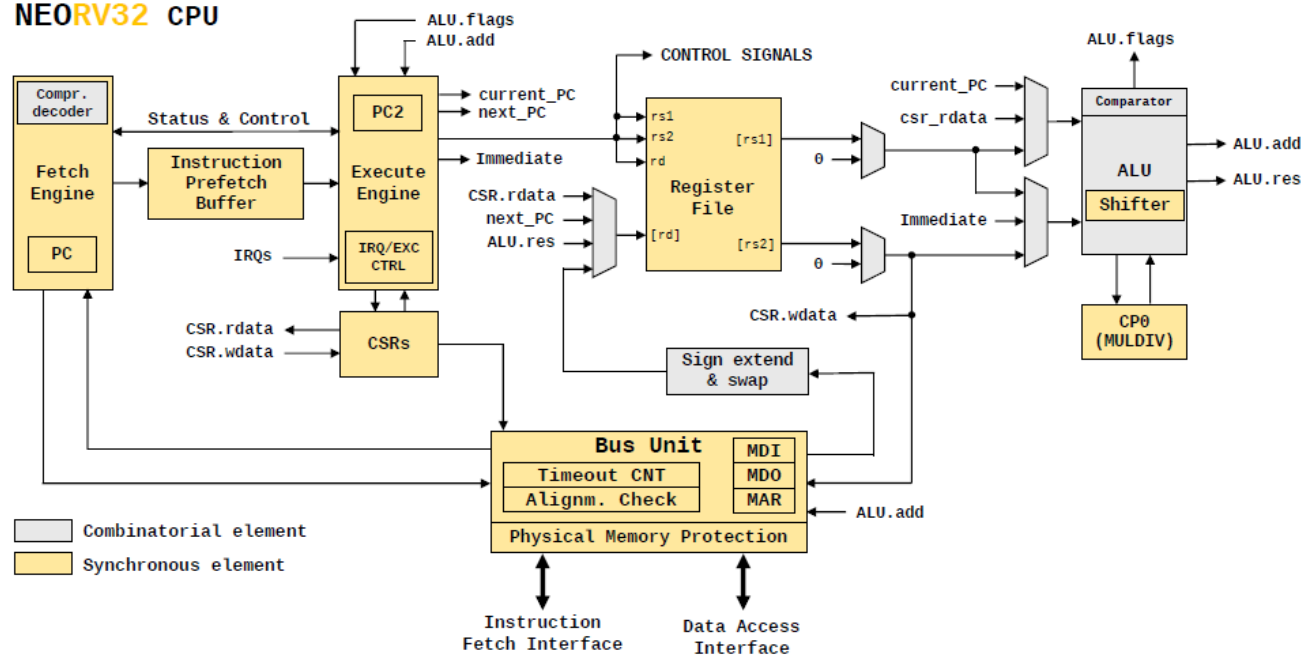 NEORV32 CPU
ALU.flags
ALU.add
Compr.
decoder
Fetch
Engine
PC
Status & Control
Instruction
Prefetch
Buffer
IRQs
PC2
Execute
Engine
IRQ/EXC
CTRL
current_PC
next_PC
Immediate
CSR.rdata
CSR.wdata
CSRs
CONTROL SIGNALS
rs1
rs2
rd
[rs1]
Register
File
[rd]
[rs2]
CSR.rdata
next_PC
ALU.res
0
0
CSR.wdata
Sign extend
& swap
current_PC
csr_rdata
Immediate
ALU.flags
Comparator
ALU
Shifter
ALU.add
ALU.res
CP0
(MULDIV)
Bus Unit
Timeout CNT
Alignm. Check
MDI
MDO
MAR
ALU.add
Physical Memory Protection
Instruction
Fetch Interface
Data Access
Interface
Combinatorial element
Synchronous element